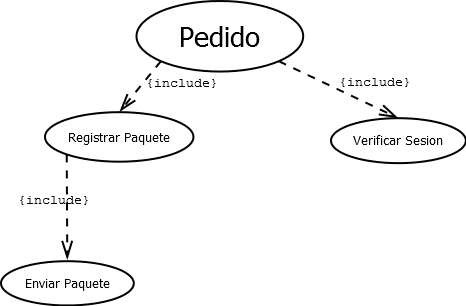 Pedido
{include}
{include}
Registrar Paquete
Verificar Sesion
{include}
Enviar Paquete